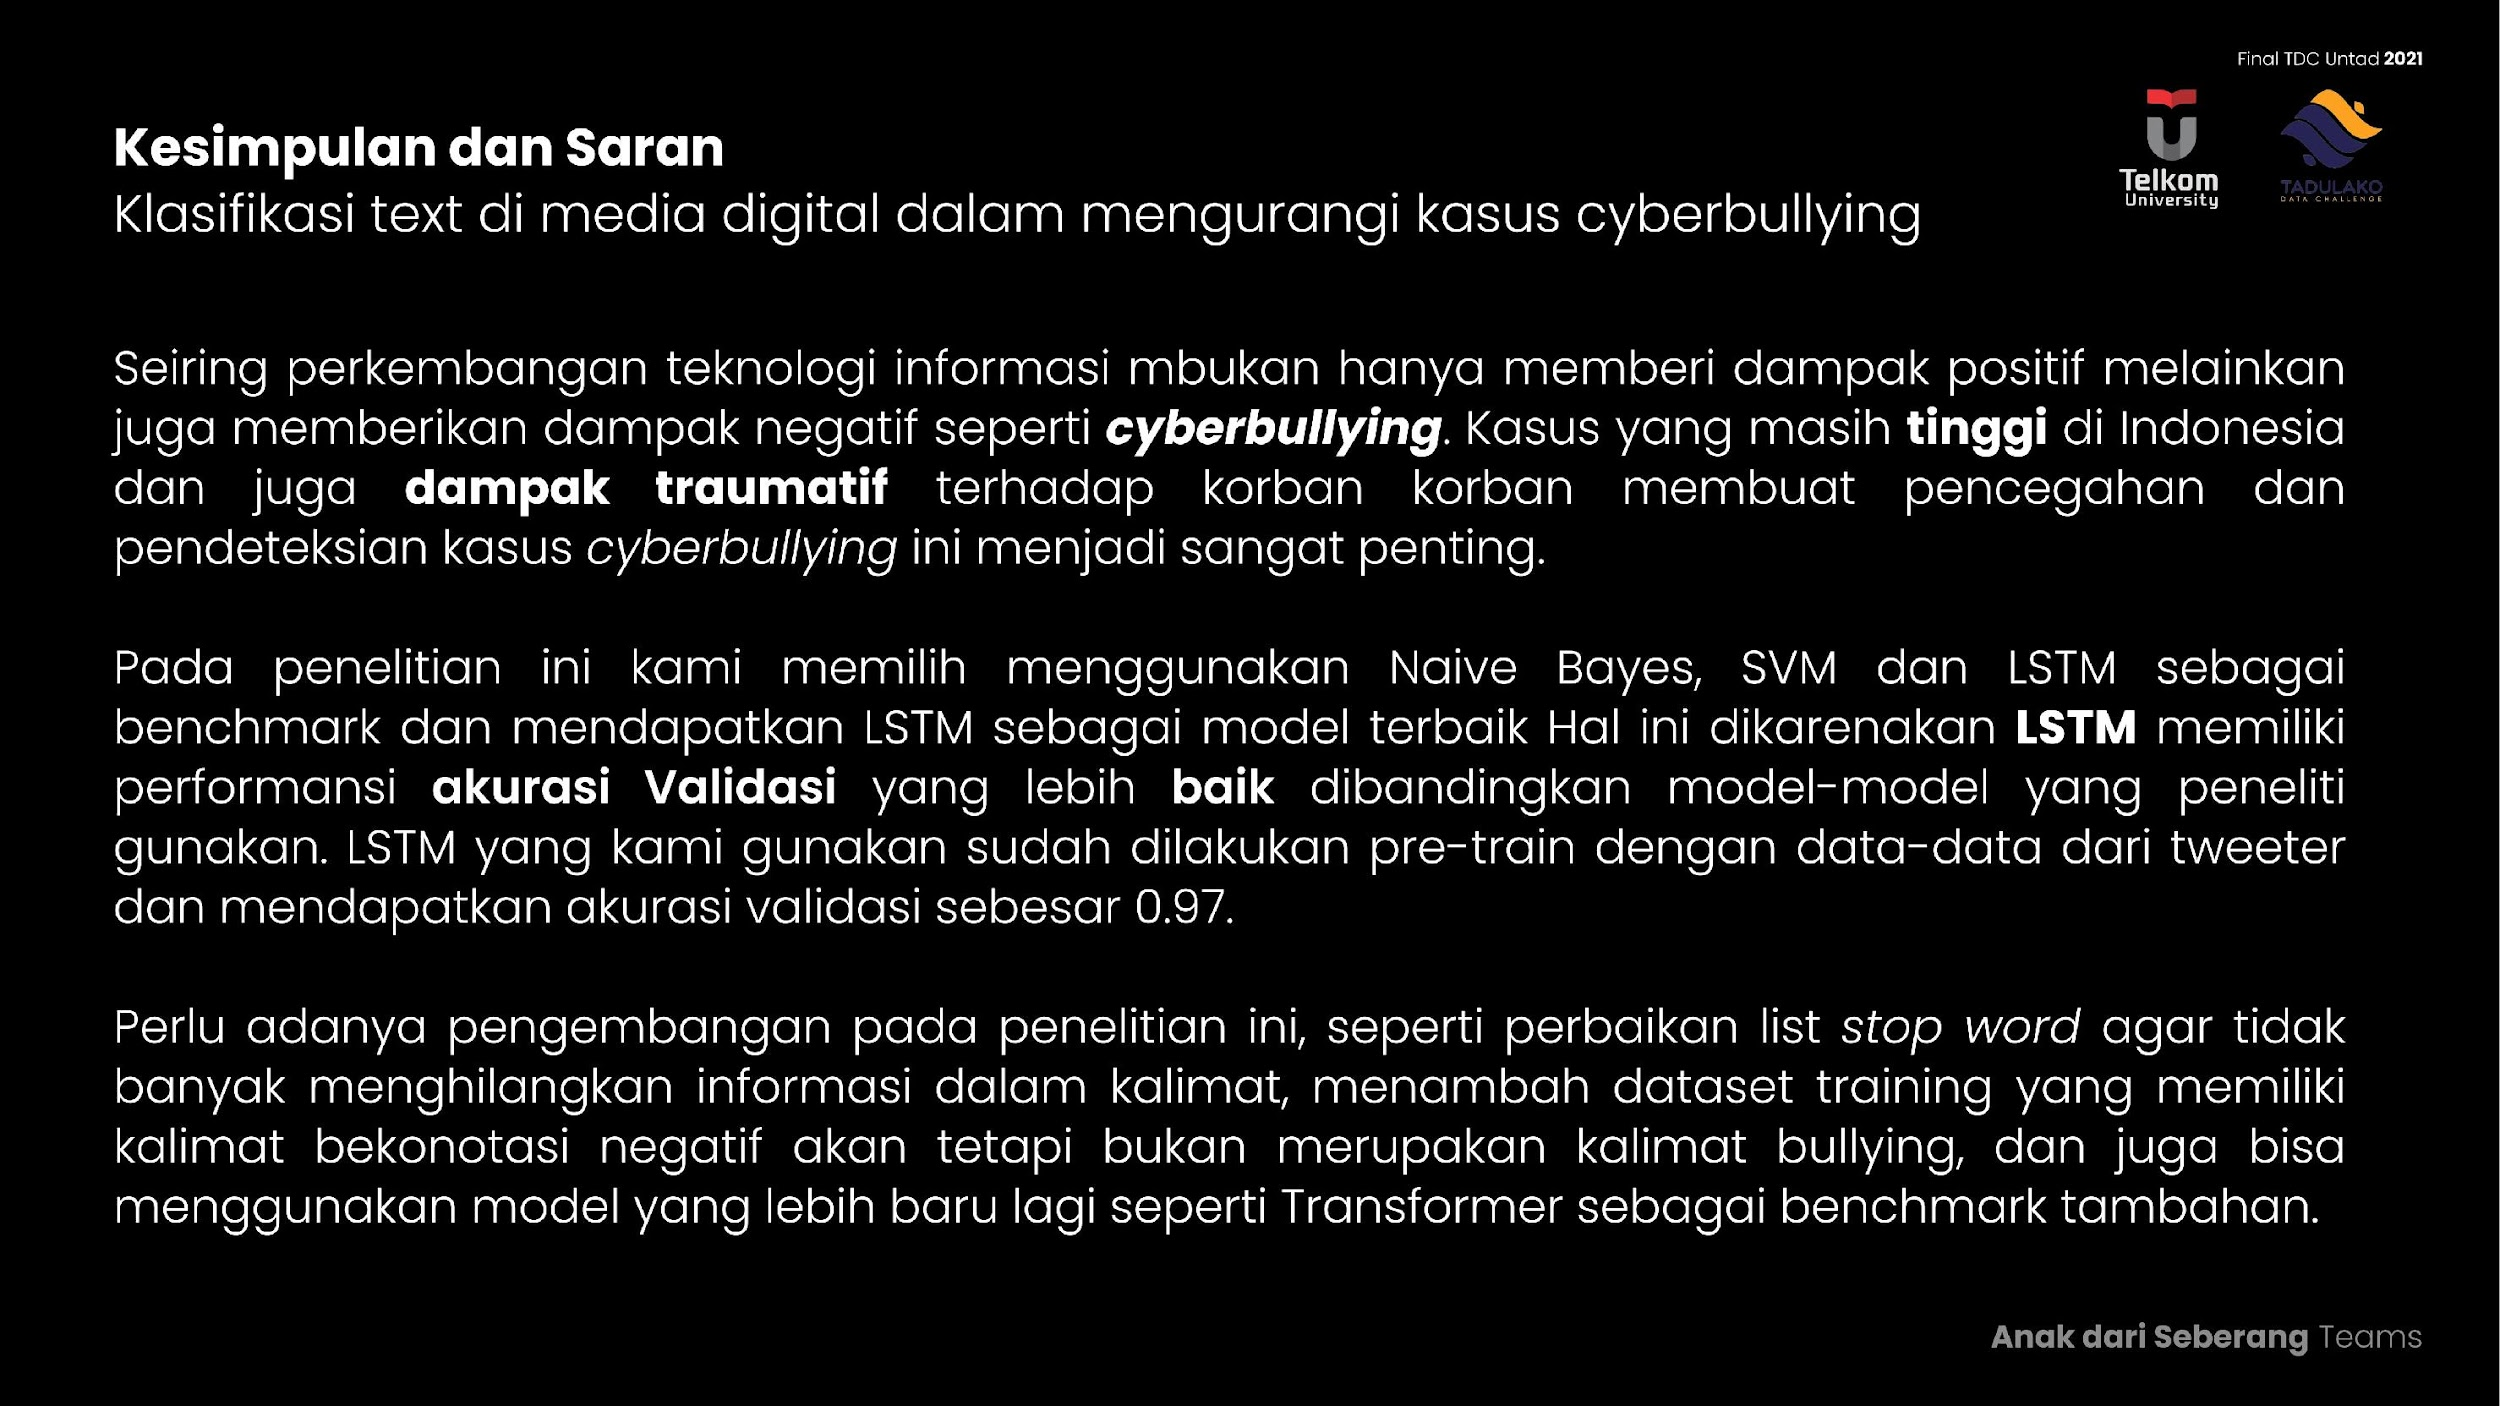 Final TDC Untad 2021
Telkom
University
TADULAKO
DATA CHALLENGE
Kesimpulan dan Saran
Klasifikasi text di media digital dalam mengurangi kasus cyberbullying
Seiring perkembangan teknologi informasi mbukan hanya memberi dampak positif melainkan
juga memberikan dampak negatif seperti cyberbullying. Kasus yang masih tinggi di Indonesia
dan juga dampak traumatif terhadap korban korban membuat pencegahan dan
pendeteksian kasus cyberbullying ini menjadi sangat penting.
Pada penelitian ini kami memilih menggunakan Naive Bayes, SVM dan LSTM sebagai
benchmark dan mendapatkan LSTM sebagai model terbaik Hal ini dikarenakan LSTM memiliki
performansi akurasi Validasi yang lebih baik dibandingkan model-model yang peneliti
gunakan. LSTM yang kami gunakan sudah dilakukan pre-train dengan data-data dari tweeter
dan mendapatkan akurasi validasi sebesar 0.97.
Perlu adanya pengembangan pada penelitian ini, seperti perbaikan list stop word agar tidak
banyak menghilangkan informasi dalam kalimat, menambah dataset training yang memiliki
kalimat bekonotasi negatif akan tetapi bukan merupakan kalimat bullying, dan juga bisa
menggunakan model yang lebih baru lagi seperti Transformer sebagai benchmark tambahan.
Anak dari Seberang Teams